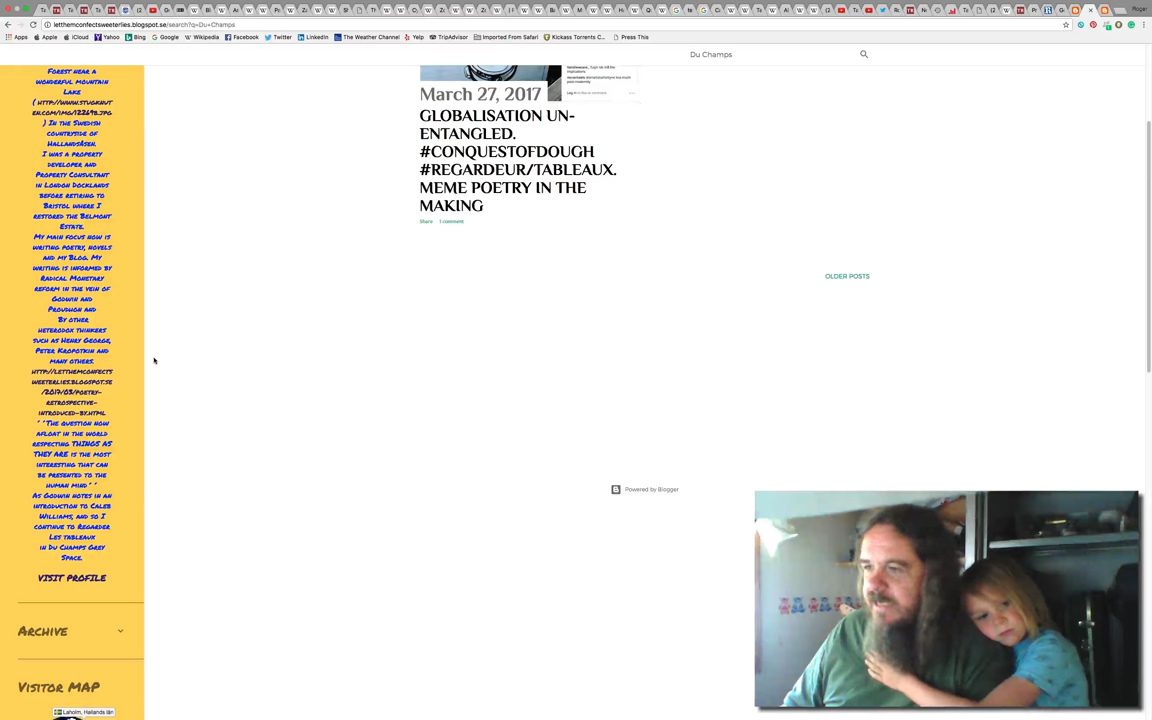 Roger
letthemconfectsweeterlies.blogspot.se/search?q=Du+Champs
Apps Apple iCloud Yahoo Bing Google Wikipedia Facebook Twitter LinkedIn The Weather Channel Yelp TripAdvisor Imported From Safari Kickass Torrents C... Press This
Du Champs
Forest near a
wonderful mountain
Lake
( http://www.stugknut
en.com/img/12269b.jpg
) In the Swedish
countryside of
HallandsÅsen.
I was a property
developer and
Property Consultant
in London Docklands
before retiring to
Bristol where I
restored the Belmont
Estate.
My main focus now is
writing poetry, novels
and my Blog. My
writing is informed by
Radical Monetary
reform in the vein of
Godwin and
Proudhon and
By other
heterodox thinkers
such as Henry George,
Peter Kropotkin and
many others.
http://letthemconfects
weeterlies.blogspot.se
/2017/03/poetry-
retrospective-
introduced-by.html
´´The question now
afloat in the world
respecting THINGS AS
THEY ARE is the most
interesting that can
be presented to the
human mind´´
As Godwin notes in an
introduction to Caleb
Williams, and so I
continue to Regarder
Les tableaux
in Du Champs Grey
Space.
VISIT PROFILE
Archive
Visitor MAP
Laholm, Hallands län
March 27, 2017
GLOBALISATION UN-
ENTANGLED.
#CONQUESTOFDOUGH
#REGARDEUR/TABLEAUX.
MEME POETRY IN THE
MAKING
Share 1 comment
OLDER POSTS
Powered by Blogger